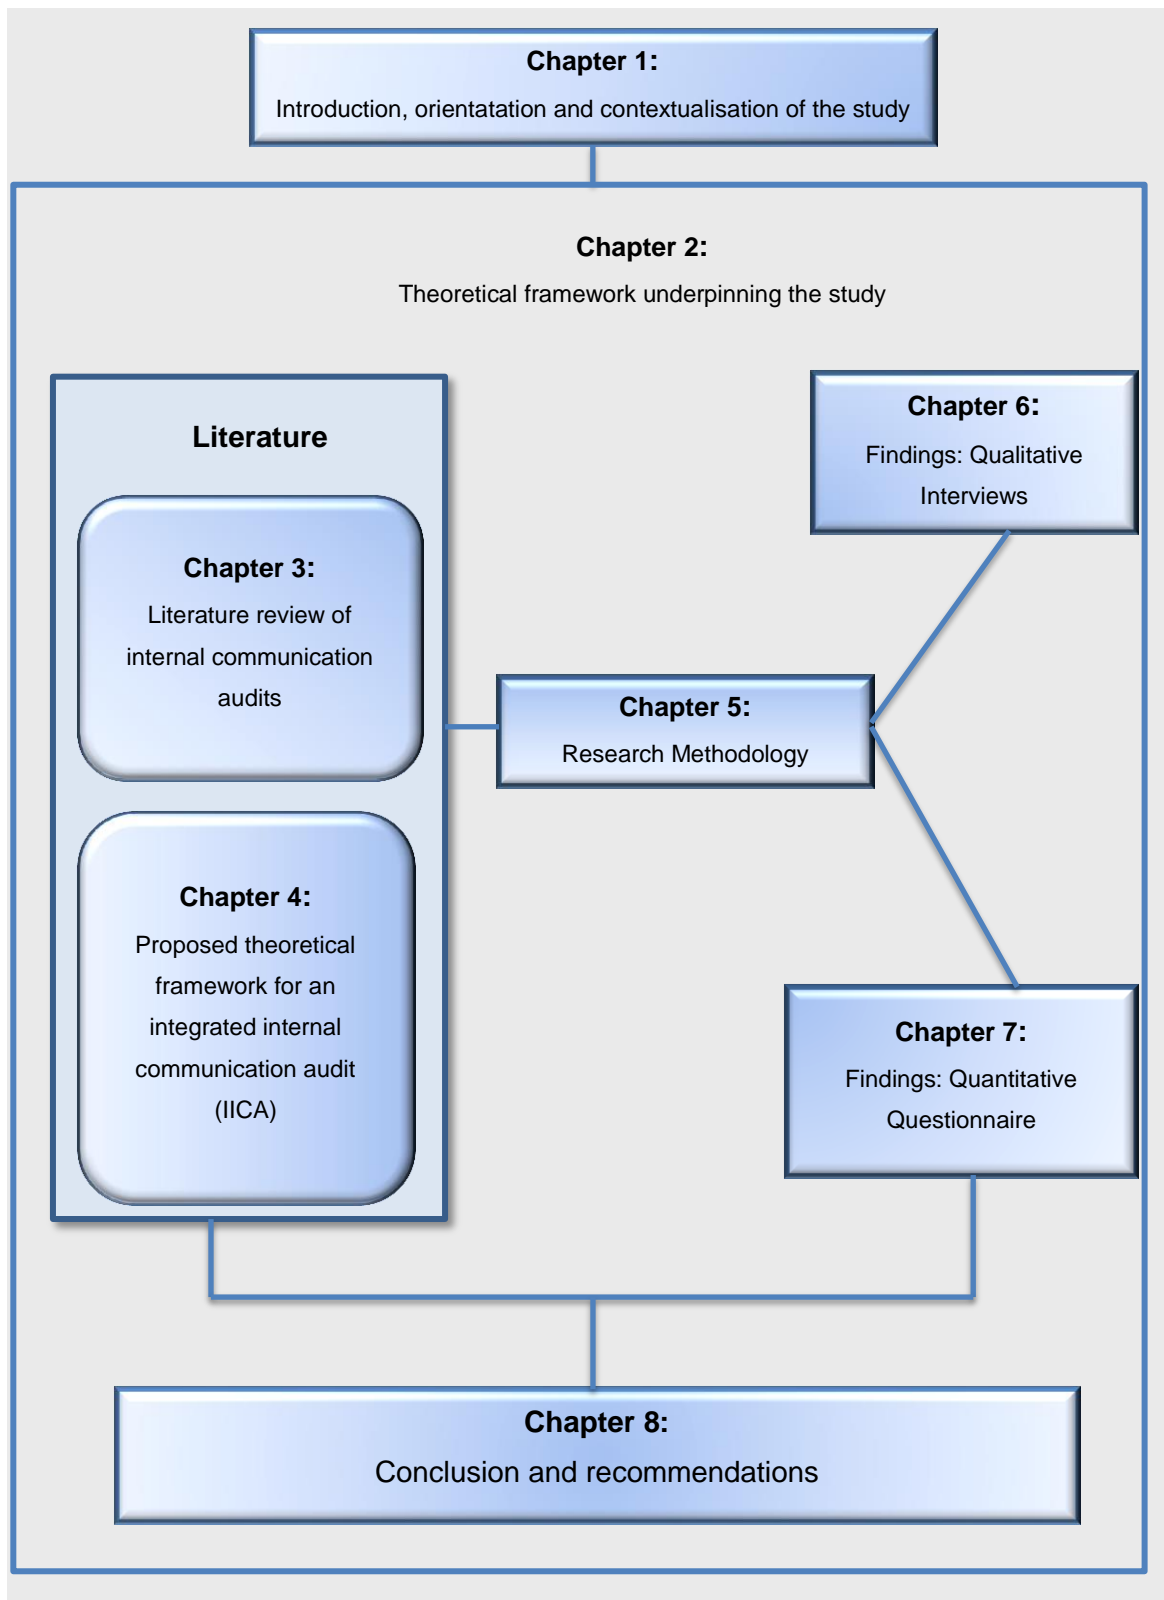 Chapter 1:
Introduction, orientatation and contextualisation of the study
Chapter 2:
Theoretical framework underpinning the study
Literature
Chapter 3:
Literature review of
internal communication
audits
Chapter 4:
Proposed theoretical
framework for an
integrated internal
communication audit
(IICA)
Chapter 5:
Research Methodology
Chapter 6:
Findings: Qualitative
Interviews
Chapter 7:
Findings: Quantitative
Questionnaire
Chapter 8:
Conclusion and recommendations